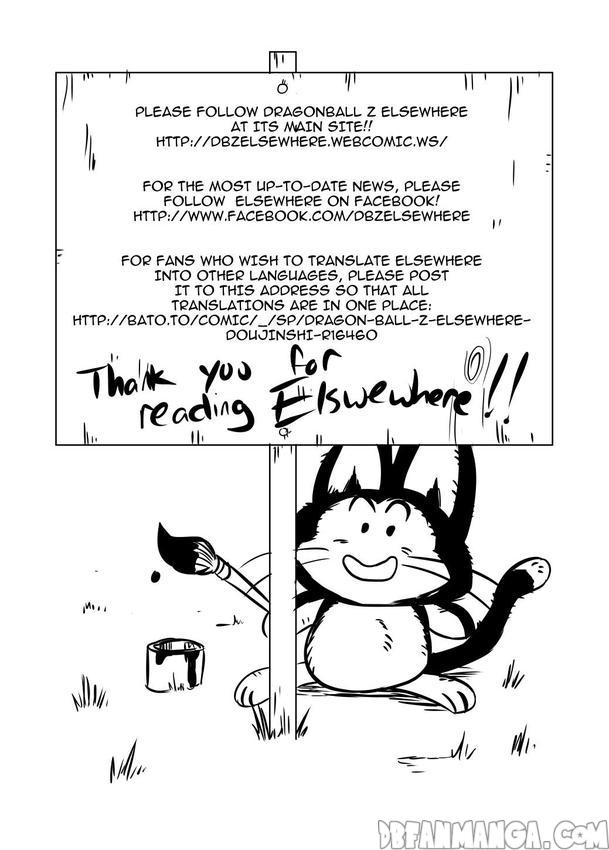 PLEASE FOLLOW DRAGONBALL Z ELSEWHERE
AT ITS MAIN SITE!!
HTTP://DBZELSEWHERE.WEBCOMIC.WS/
FOR THE MOST UP-TO-DATE NEWS, PLEASE
FOLLOW ELSEWHERE ON FACEBOOK!
HTTP://WWW.FACEBOOK.COM/DBZELSEWHERE
FOR FANS WHO WISH TO TRANSLATE ELSEWHERE
INTO OTHER LANGUAGES, PLEASE POST
IT TO THIS ADDRESS SO THAT ALL
TRANSLATIONS ARE IN ONE PLACE:
HTTP://BATO.TO/COMIC/_/SP/DRAGON-BALL-Z-ELSEWHERE-
DOUJINSHI-R16460
Thank you for
reading Elswewhere!!
DBFANMANGA.COM